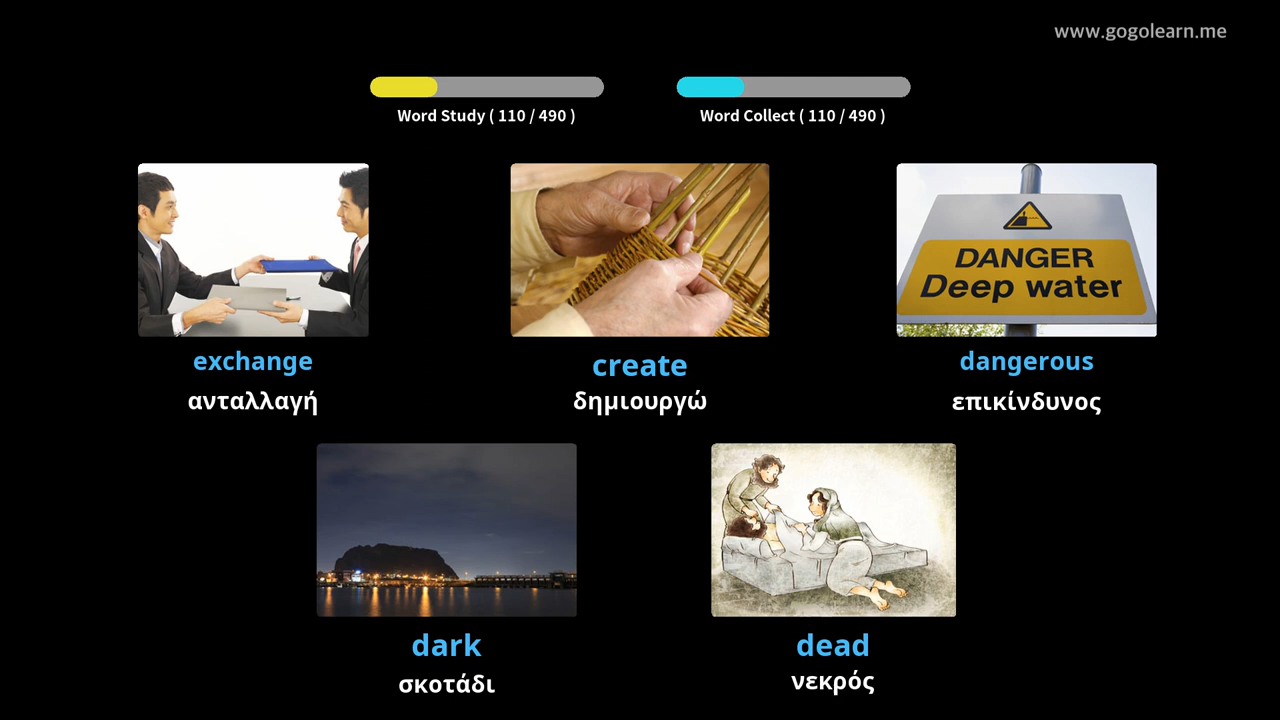 www.gogolearn.me
Word Study ( 110 / 490 )
Word Collect ( 110 / 490 )
DANGER
Deep water
exchange
create
dangerous
ανταλλαγή
δημιουργώ
επικίνδυνος
dark
dead
σκοτάδι
νεκρός